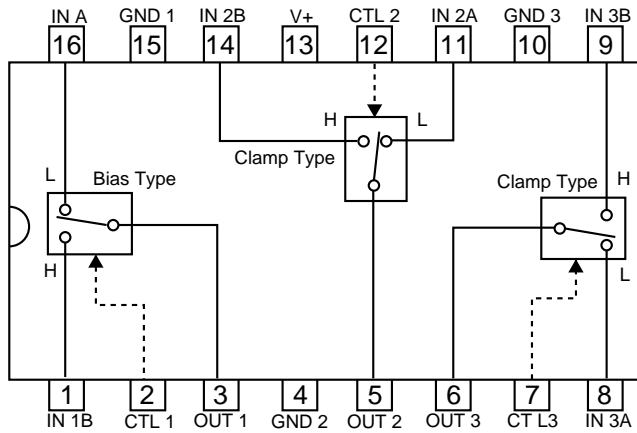 IN A GND 1 IN 2B V+ CTL 2 IN 2A GND 3 IN 3B
16 15 14 13 12 11 10 9
H L
Clamp Type
L Bias Type Clamp Type H
H L
1 2 3 4 5 6 7 8
IN 1B CTL 1 OUT 1 GND 2 OUT 2 OUT 3 CT L3 IN 3A